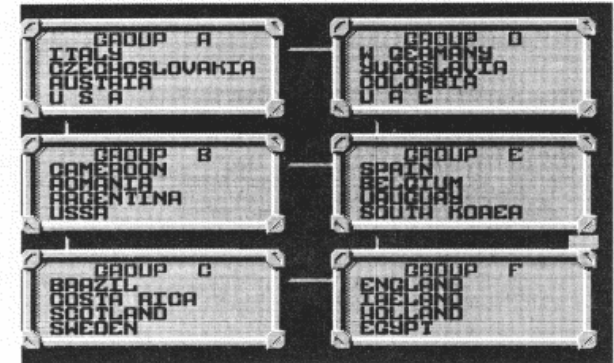 GROUP A
ITALY
CZECHOSLOVAKIA
AUSTRIA
U S A
GROUP D
W GERMANY
YUGOSLAVIA
COLOMBIA
U A E
GROUP B
CAMEROON
ROMANIA
ARGENTINA
USSR
GROUP E
SPAIN
BELGIUM
URUGUAY
SOUTH KOREA
GROUP C
BRAZIL
COSTA RICA
SCOTLAND
SWEDEN
GROUP F
ENGLAND
IRELAND
HOLLAND
EGYPT